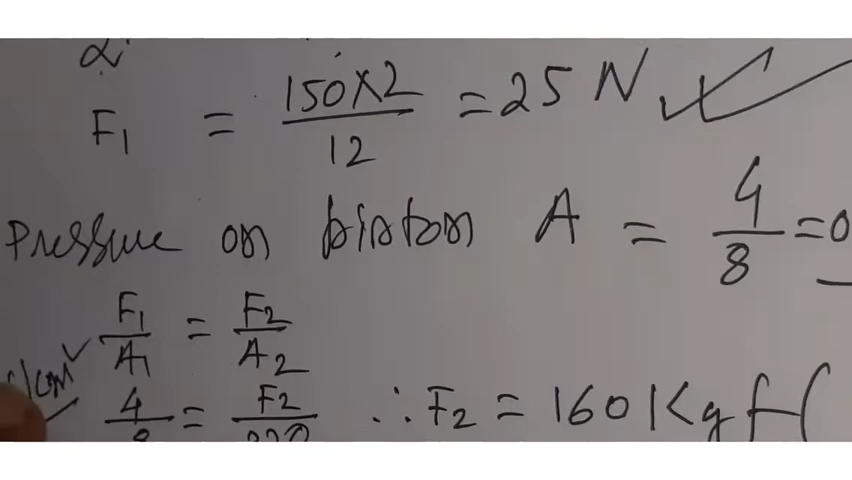 F1 = 150×2 / 12 = 25 N
Pressure on piston A = 4/8 = 0
F1/A1 = F2/A2
4/8 = F2/320 ∴ F2 = 160 Kgf (